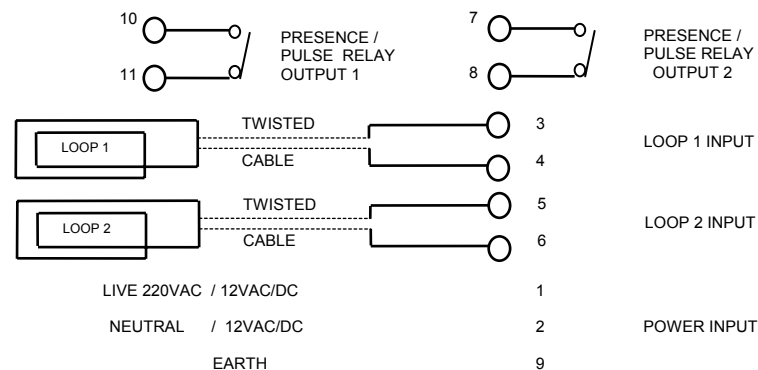 10
PRESENCE /
PULSE RELAY
OUTPUT 1
11
7
PRESENCE /
PULSE RELAY
OUTPUT 2
8
LOOP 1
TWISTED
CABLE
3
4
LOOP 1 INPUT
LOOP 2
TWISTED
CABLE
5
6
LOOP 2 INPUT
LIVE 220VAC / 12VAC/DC 1
NEUTRAL / 12VAC/DC 2 POWER INPUT
EARTH 9